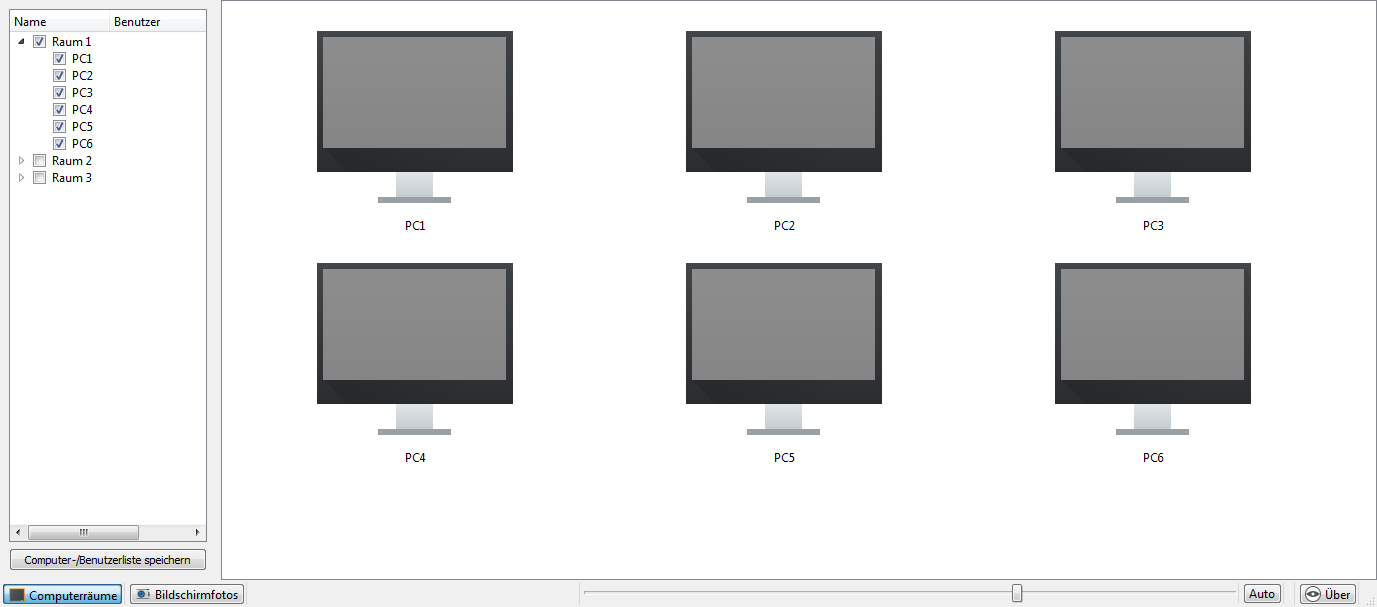 Name Benutzer
Raum 1
PC1
PC2
PC3
PC4
PC5
PC6
Raum 2
Raum 3
Computer-/Benutzerliste speichern
PC1 PC2 PC3
PC4 PC5 PC6
Computerräume Bildschirmfotos Auto Über